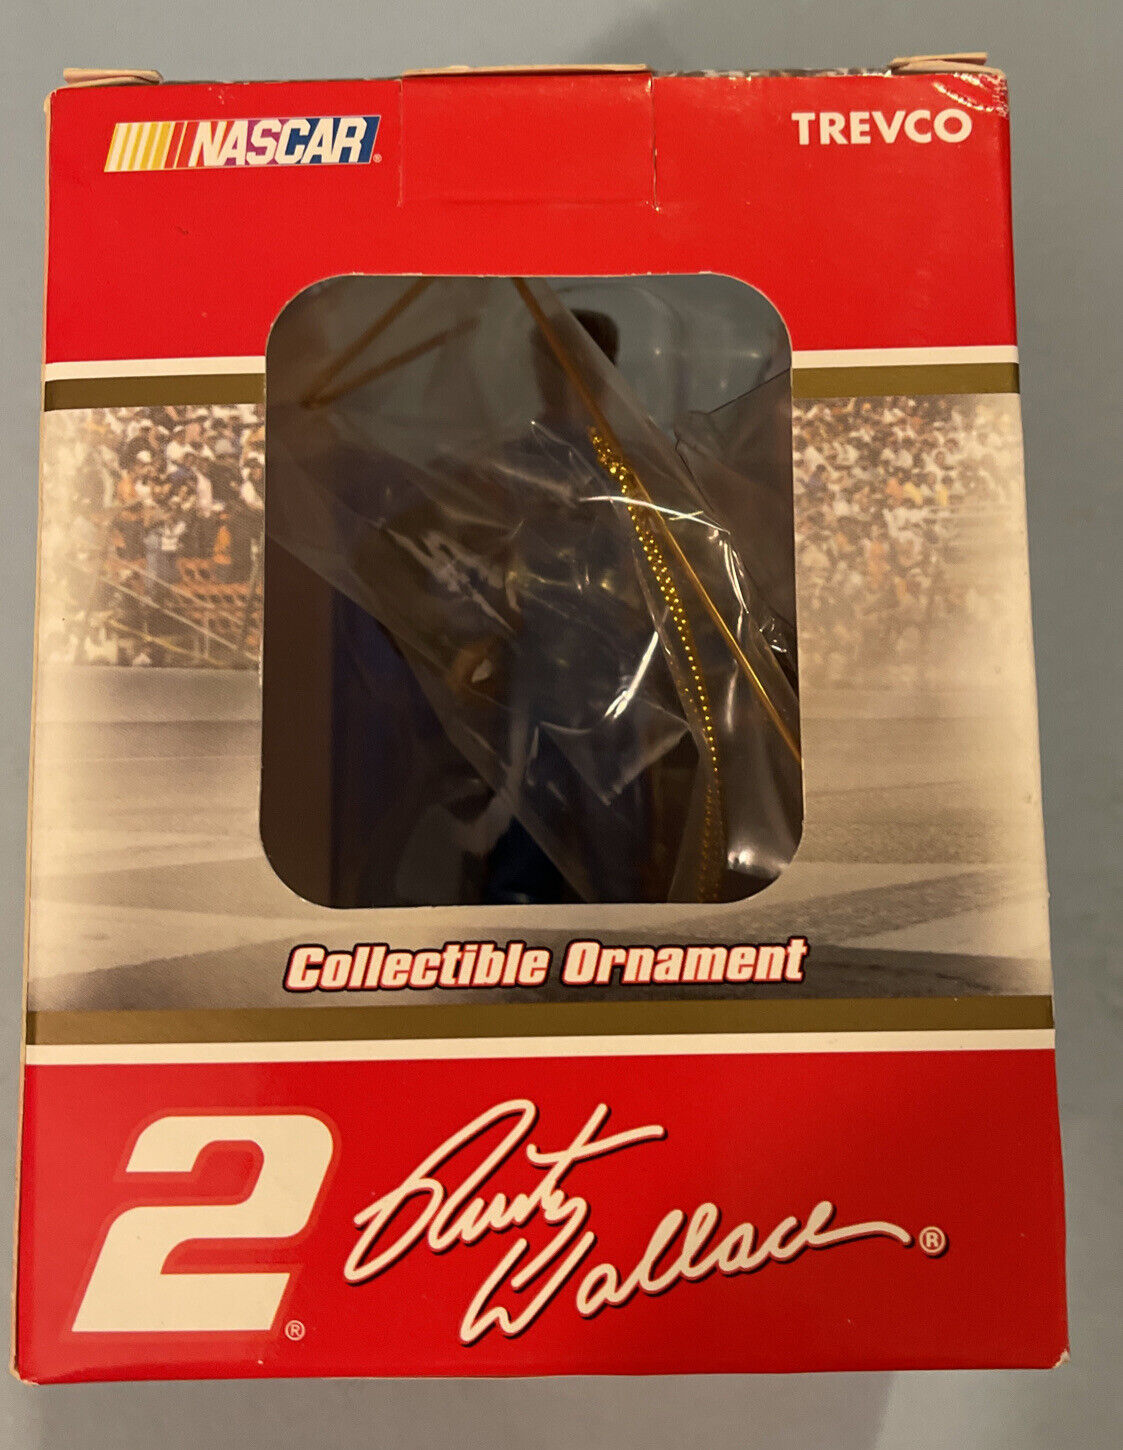 NASCAR®
TREVCO
Collectible Ornament
2®
Rusty Wallace®